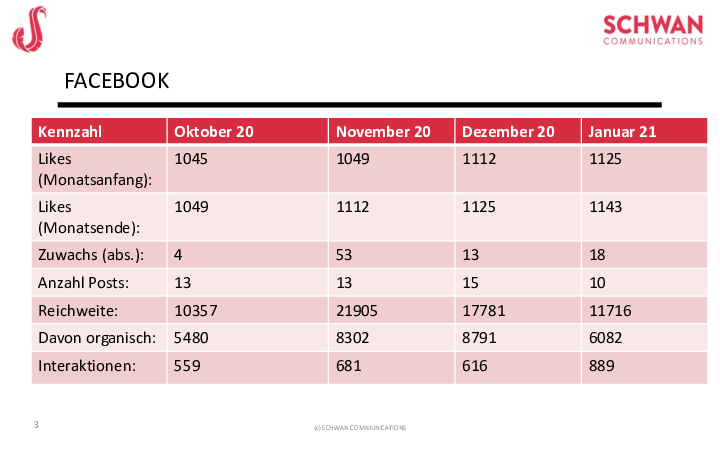 SCHWAN
COMMUNICATIONS
FACEBOOK
Kennzahl Oktober 20 November 20 Dezember 20 Januar 21
Likes 1045 1049 1112 1125
(Monatsanfang):
Likes 1049 1112 1125 1143
(Monatsende):
Zuwachs (abs.): 4 53 13 18
Anzahl Posts: 13 13 15 10
Reichweite: 10357 21905 17781 11716
Davon organisch: 5480 8302 8791 6082
Interaktionen: 559 681 616 889
3 (c) SCHWAN COMMUNICATIONS